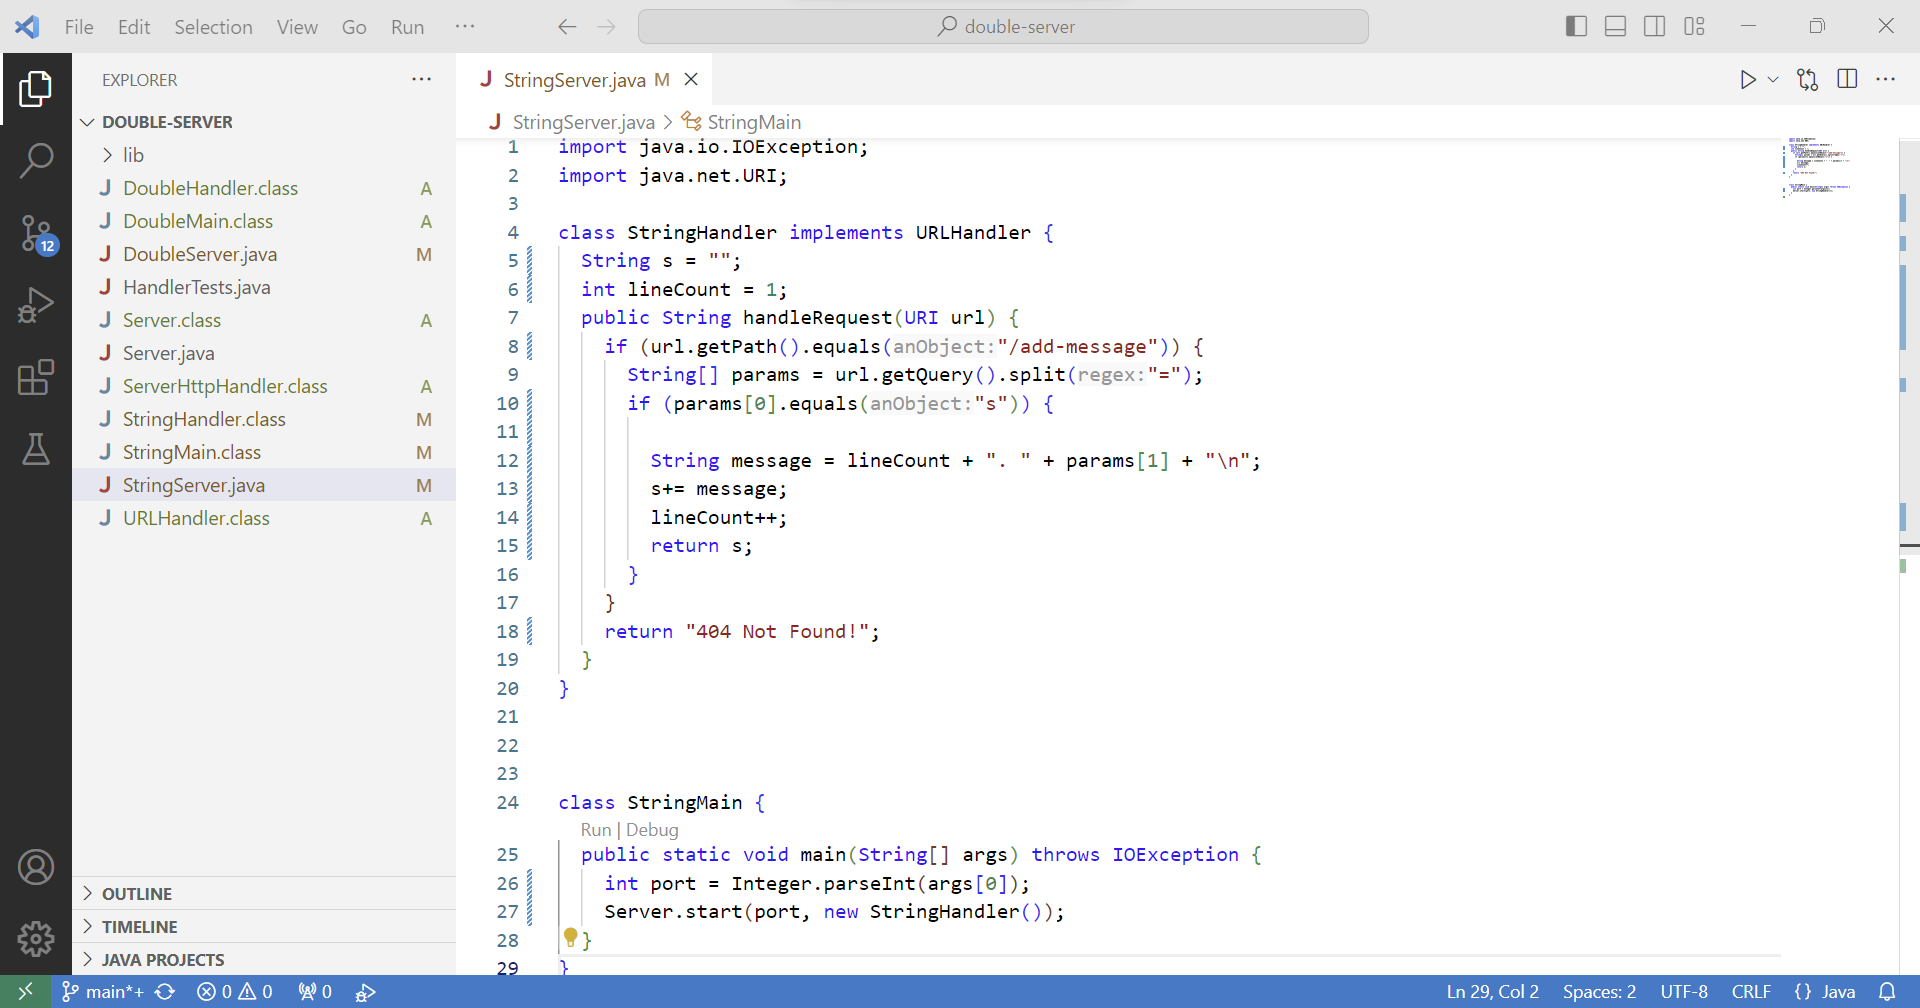 File Edit Selection View Go Run ··· double-server
EXPLORER ···
DOUBLE-SERVER
lib
DoubleHandler.class A
DoubleMain.class A
DoubleServer.java M
HandlerTests.java
Server.class A
Server.java
ServerHttpHandler.class A
StringHandler.class M
StringMain.class M
StringServer.java M
URLHandler.class A
12
OUTLINE
TIMELINE
JAVA PROJECTS
StringServer.java M
StringServer.java > StringMain
1 import java.io.IOException;
2 import java.net.URI;
3
4 class StringHandler implements URLHandler {
5 String s = "";
6 int lineCount = 1;
7 public String handleRequest(URI url) {
8 if (url.getPath().equals(anObject:"/add-message")) {
9 String[] params = url.getQuery().split(regex:"=");
10 if (params[0].equals(anObject:"s")) {
11
12 String message = lineCount + ". " + params[1] + "\n";
13 s+= message;
14 lineCount++;
15 return s;
16 }
17 }
18 return "404 Not Found!";
19 }
20 }
21
22
23
24 class StringMain {
Run | Debug
25 public static void main(String[] args) throws IOException {
26 int port = Integer.parseInt(args[0]);
27 Server.start(port, new StringHandler());
28 }
29 }
main*+ 0 0 0 Ln 29, Col 2 Spaces: 2 UTF-8 CRLF {} Java